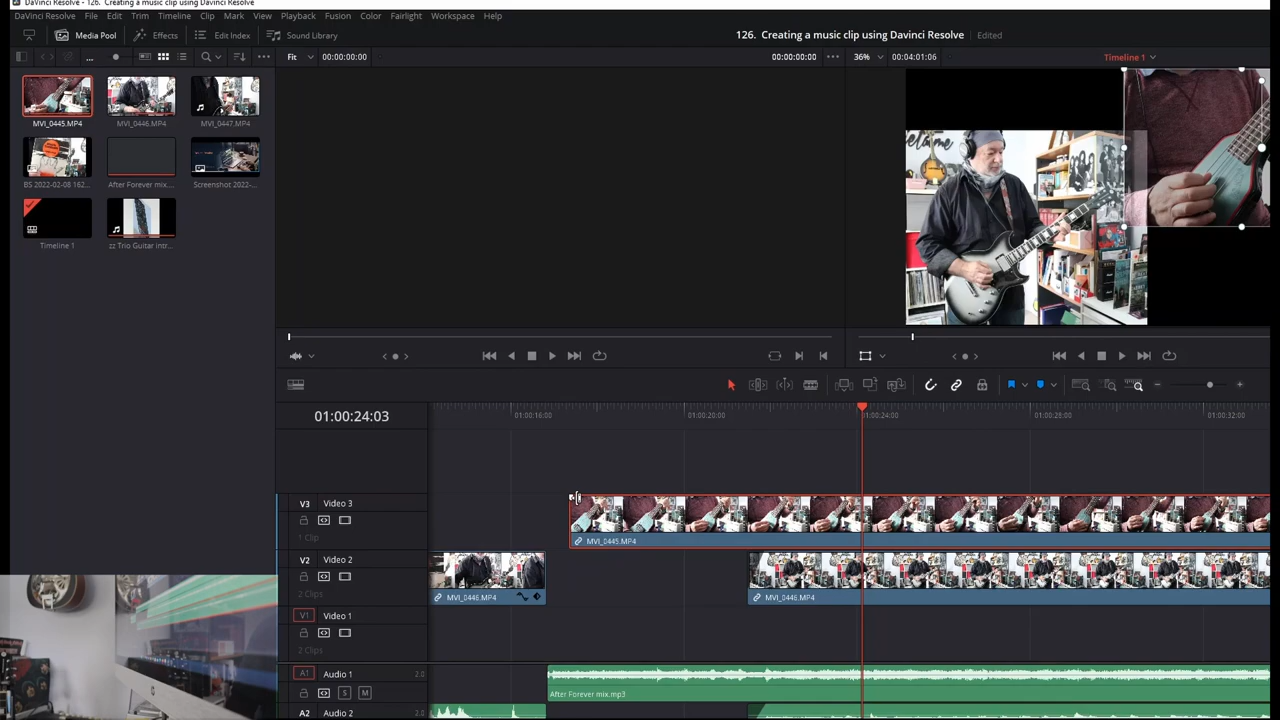 DaVinci Resolve - 126. Creating a music clip using Davinci Resolve
DaVinci Resolve File Edit Trim Timeline Clip Mark View Playback Fusion Color Fairlight Workspace Help
Media Pool Effects Edit Index Sound Library
126. Creating a music clip using Davinci Resolve Edited
Fit 00:00:00:00 00:00:00:00 36% 00:04:01:06 Timeline 1
MVI_0445.MP4 MVI_0446.MP4 MVI_0447.MP4
BS 2022-02-08 162... After Forever mix.... Screenshot 2022-...
Timeline 1 zz Trio Guitar intr...
01:00:24:03
01:00:16:00 01:00:20:00 01:00:24:00 01:00:28:00 01:00:32:00
V3 Video 3
1 Clip
MVI_0445.MP4
V2 Video 2
2 Clips
MVI_0446.MP4 MVI_0446.MP4
V1 Video 1
2 Clips
A1 Audio 1 2.0
S M
After Forever mix.mp3
A2 Audio 2 2.0